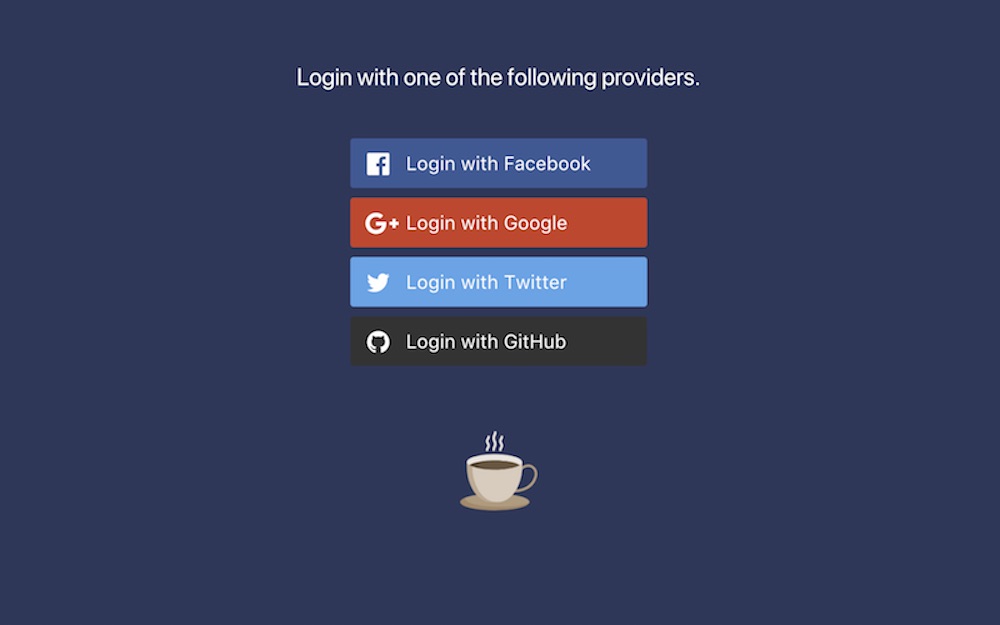 Login with one of the following providers.
Login with Facebook
G+ Login with Google
Login with Twitter
Login with GitHub